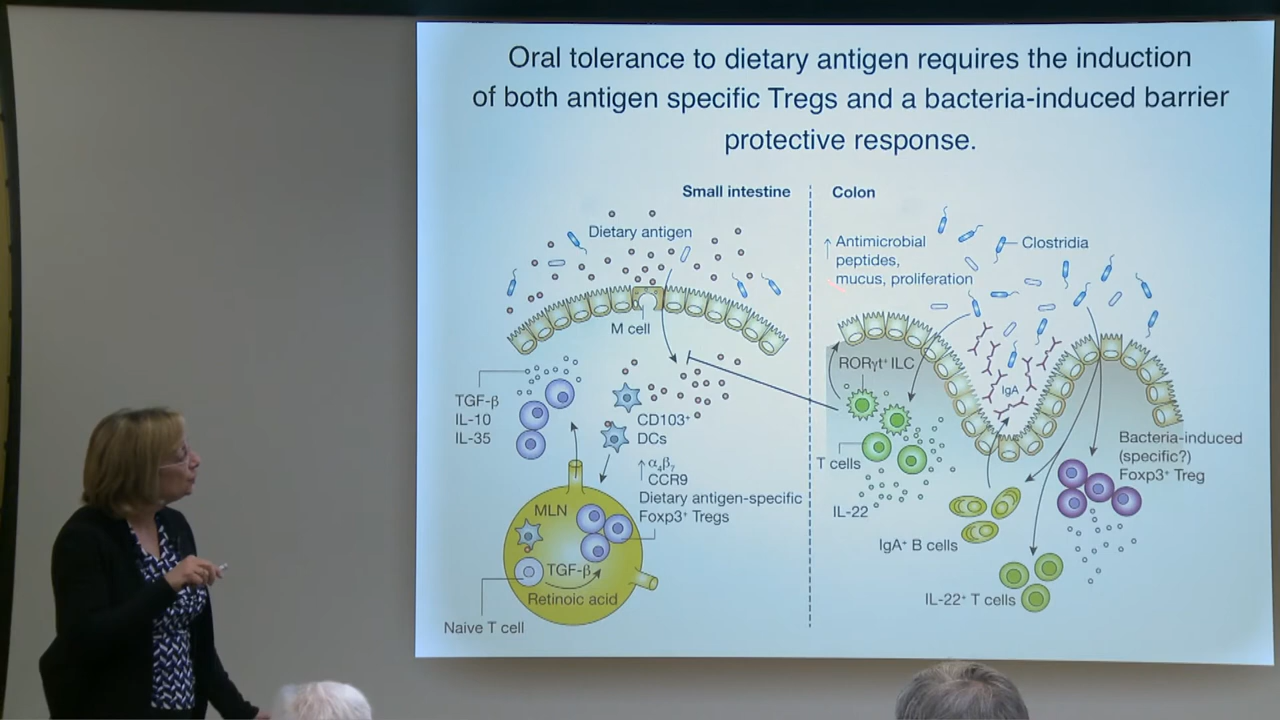 Oral tolerance to dietary antigen requires the induction
of both antigen specific Tregs and a bacteria-induced barrier
protective response.
Small intestine
Dietary antigen
M cell
TGF-β
IL-10
IL-35
CD103⁺
DCs
↑ α₄β₇
CCR9
Dietary antigen-specific
Foxp3⁺ Tregs
MLN
TGF-β
Retinoic acid
Naive T cell
Colon
↑ Antimicrobial
peptides,
mucus, proliferation
Clostridia
RORγt⁺ ILC
IgA
T cells
IL-22
IgA⁺ B cells
IL-22⁺ T cells
Bacteria-induced
(specific?)
Foxp3⁺ Treg